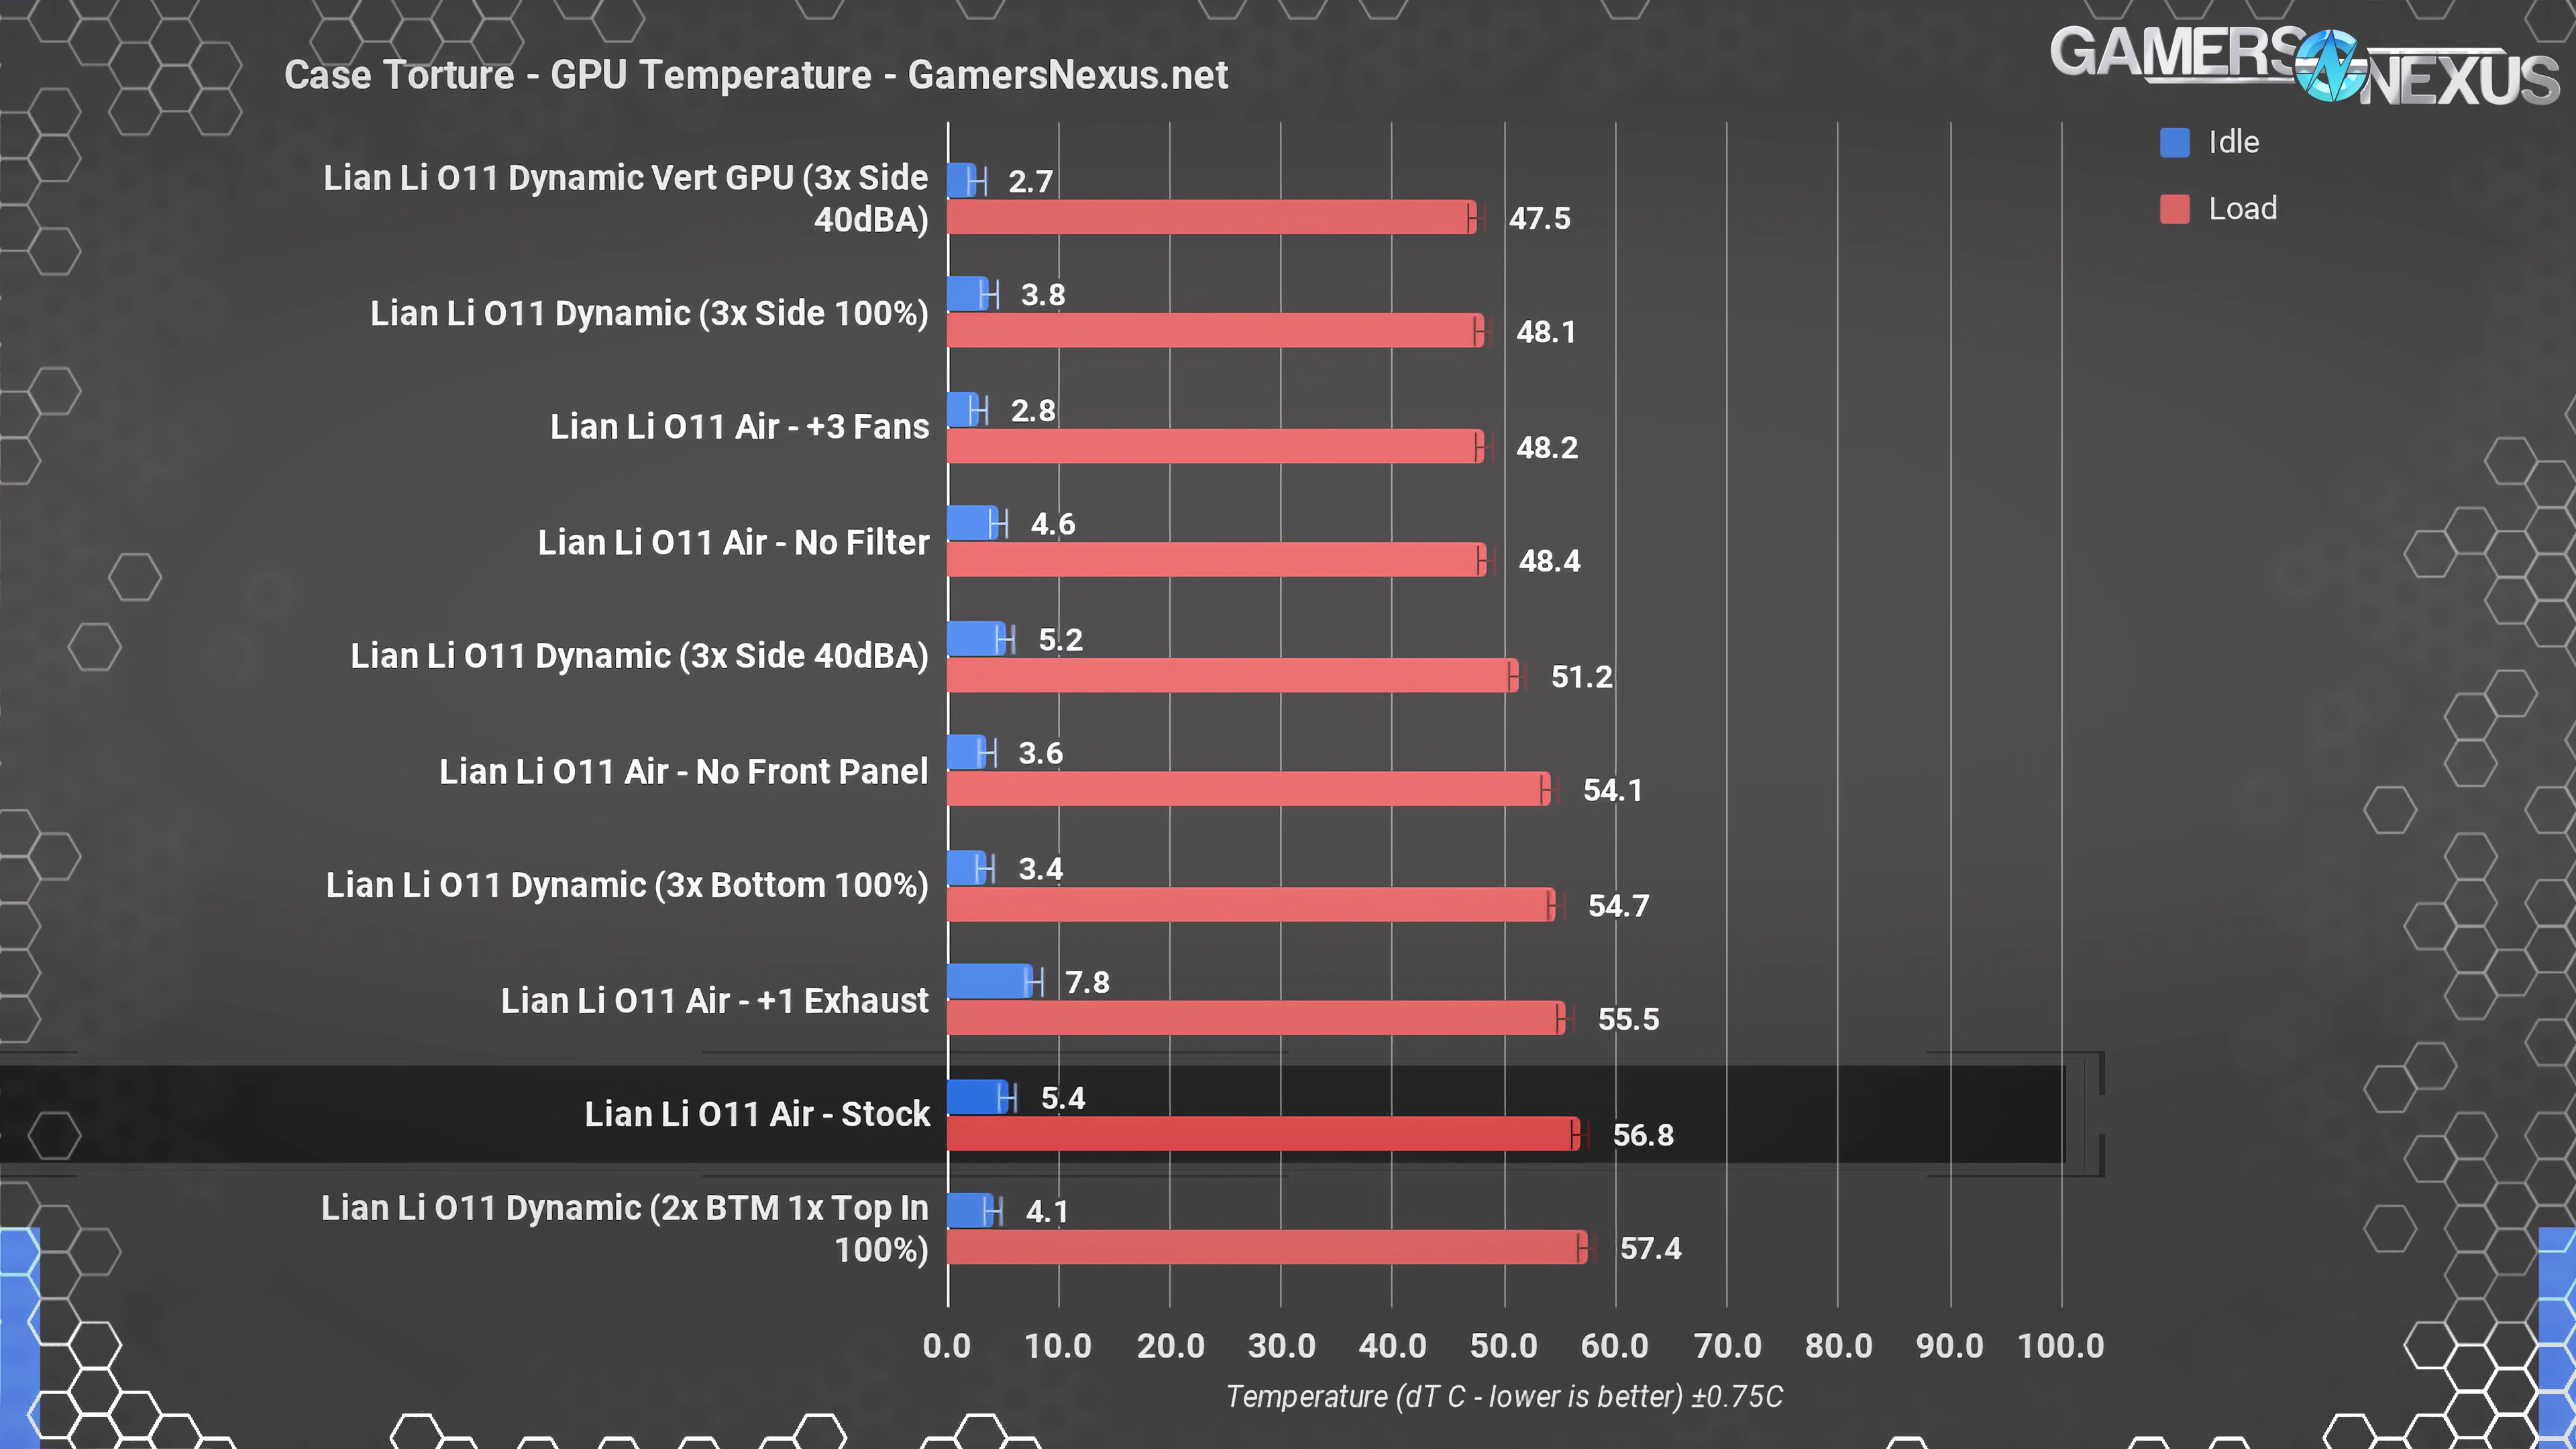 Case Torture - GPU Temperature - GamersNexus.net
GAMERS NEXUS
Idle
Load
Lian Li O11 Dynamic Vert GPU (3x Side
40dBA)
2.7
47.5
Lian Li O11 Dynamic (3x Side 100%)
3.8
48.1
Lian Li O11 Air - +3 Fans
2.8
48.2
Lian Li O11 Air - No Filter
4.6
48.4
Lian Li O11 Dynamic (3x Side 40dBA)
5.2
51.2
Lian Li O11 Air - No Front Panel
3.6
54.1
Lian Li O11 Dynamic (3x Bottom 100%)
3.4
54.7
Lian Li O11 Air - +1 Exhaust
7.8
55.5
Lian Li O11 Air - Stock
5.4
56.8
Lian Li O11 Dynamic (2x BTM 1x Top In
100%)
4.1
57.4
0.0 10.0 20.0 30.0 40.0 50.0 60.0 70.0 80.0 90.0 100.0
Temperature (dT C - lower is better) ±0.75C